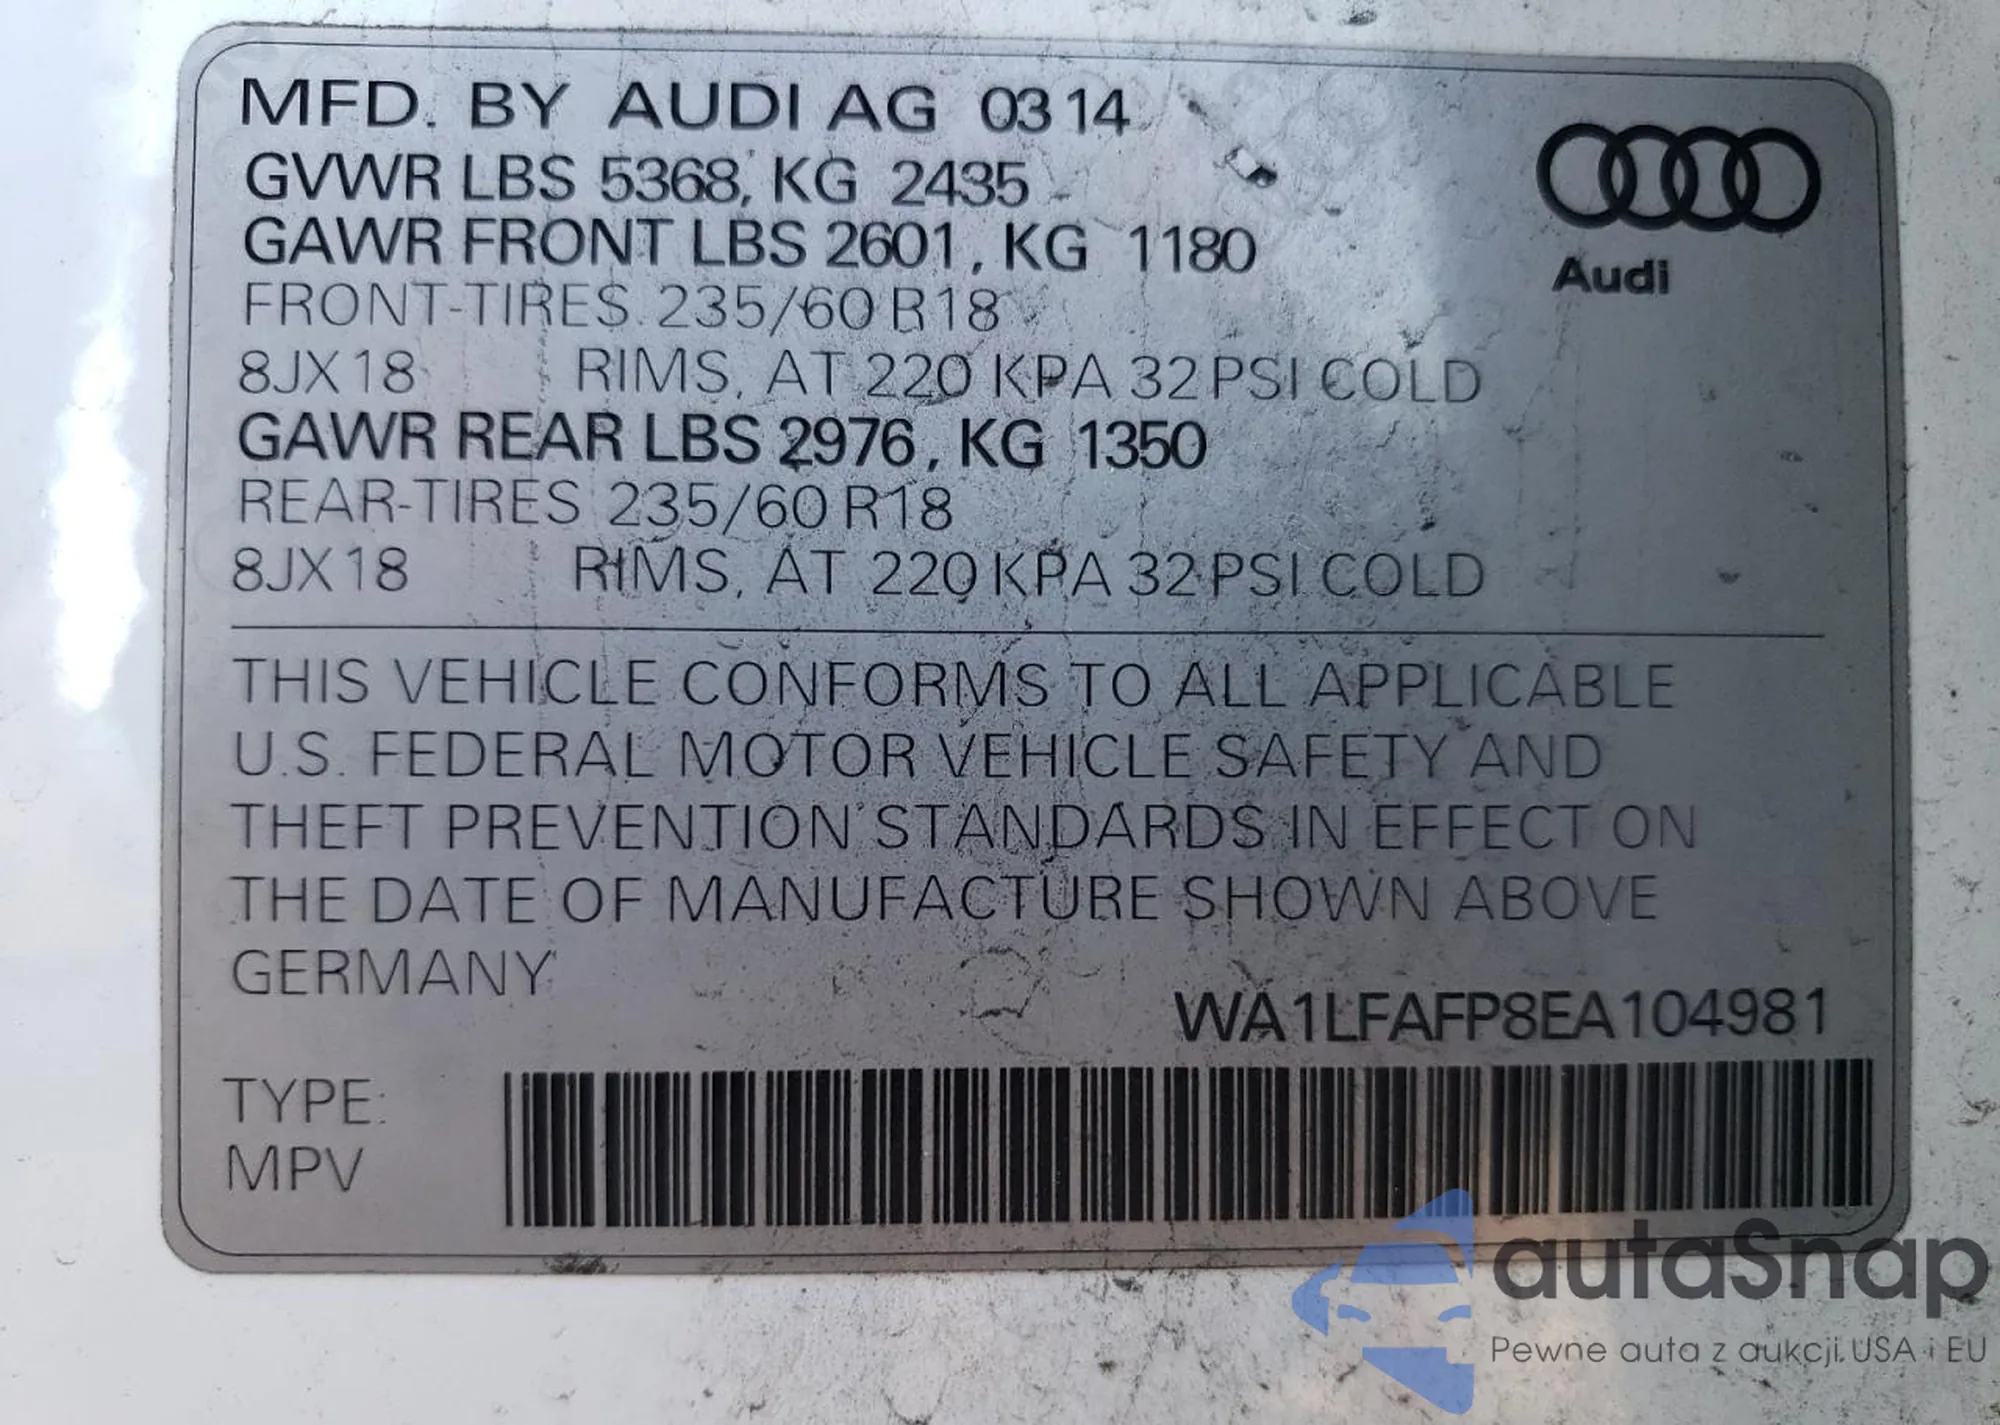 MFD. BY AUDI AG 03 14
GVWR LBS 5368, KG 2435
GAWR FRONT LBS 2601, KG 1180
FRONT-TIRES. 235/60 R18
8JX18 RIMS, AT 220 KPA 32 PSI COLD
GAWR REAR LBS 2976, KG 1350
REAR-TIRES 235/60 R18
8JX18 RIMS, AT 220 KPA 32 PSI COLD
Audi
THIS VEHICLE CONFORMS TO ALL APPLICABLE
U.S. FEDERAL MOTOR VEHICLE SAFETY AND
THEFT PREVENTION STANDARDS IN EFFECT ON
THE DATE OF MANUFACTURE SHOWN ABOVE
GERMANY
WA1LFAFP8EA104981
TYPE:
MPV
autaSnap
Pewne auta z aukcji USA i EU